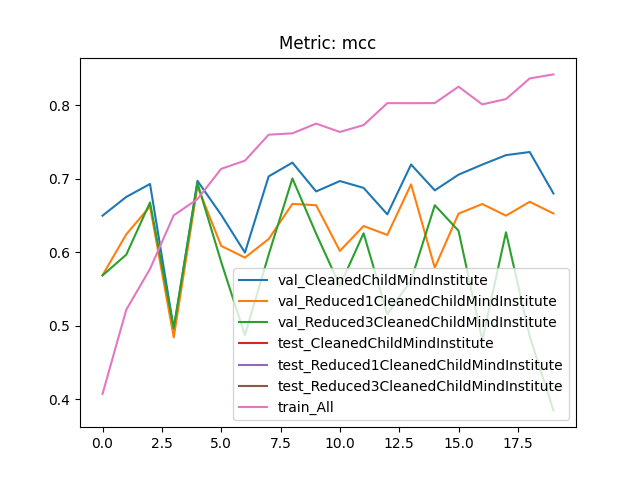 Metric: mcc
0.8
0.7
0.6
0.5
0.4
val_CleanedChildMindInstitute
val_Reduced1CleanedChildMindInstitute
val_Reduced3CleanedChildMindInstitute
test_CleanedChildMindInstitute
test_Reduced1CleanedChildMindInstitute
test_Reduced3CleanedChildMindInstitute
train_All
0.0 2.5 5.0 7.5 10.0 12.5 15.0 17.5